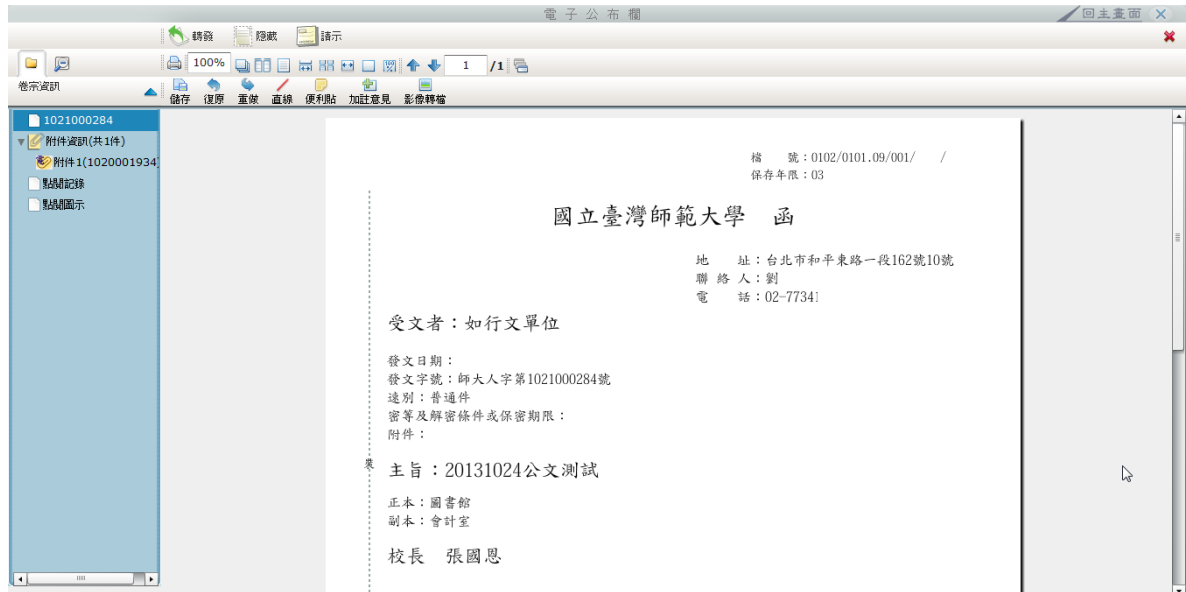 電子公布欄
回主畫面
轉發 隱藏 請示
100% 1 /1
卷宗資訊
儲存 復原 重做 直線 便利貼 加註意見 影像轉檔
1021000284
附件資訊(共1件)
附件1(1020001934)
點閱記錄
點閱圖示
檔 號：0102/0101.09/001/ /
保存年限：03
國立臺灣師範大學 函
地 址：台北市和平東路一段162號10號
聯 絡 人：劉
電 話：02-7734
受文者：如行文單位
發文日期：
發文字號：師大人字第1021000284號
速別：普通件
密等及解密條件或保密期限：
附件：
裝
主旨：20131024公文測試
正本：圖書館
副本：會計室
校長 張國恩